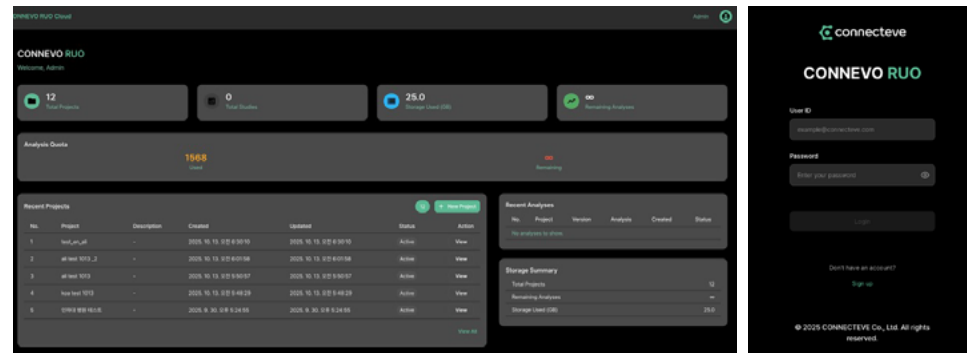 CONNEVO RUO Cloud
Admin
CONNEVO RUO
Welcome, Admin
12
Total Projects
0
Total Studies
25.0
Storage Used (GB)
∞
Remaining Analyses
Analysis Quota
1568
Used
∞
Remaining
Recent Projects
12
+ New Project
No. Project Description Created Updated Status Action
1 test_en_all - 2025. 10. 13. 오전 6:50:10 2025. 10. 13. 오전 6:50:10 Active View
2 all test 1013 _2 - 2025. 10. 13. 오전 6:01:58 2025. 10. 13. 오전 6:01:58 Active View
3 all test 1013 - 2025. 10. 13. 오전 5:50:57 2025. 10. 13. 오전 5:50:57 Active View
4 test 1013 - 2025. 10. 13. 오전 5:48:29 2025. 10. 13. 오전 5:48:29 Active View
5 테스트 - 2025. 9. 30. 5:24:55 2025. 9. 30. 5:24:55 Active View
View All
Recent Analyses
No. Project Version Analysis Created Status
No analyses to show.
Storage Summary
Total Projects 12
Remaining Analyses ∞
Storage Used (GB) 25.0
connecteve
CONNEVO RUO
User ID
example@connecteve.com
Password
Enter your password
Login
Don't have an account?
Sign up
© 2025 CONNECTEVE Co., Ltd. All rights
reserved.